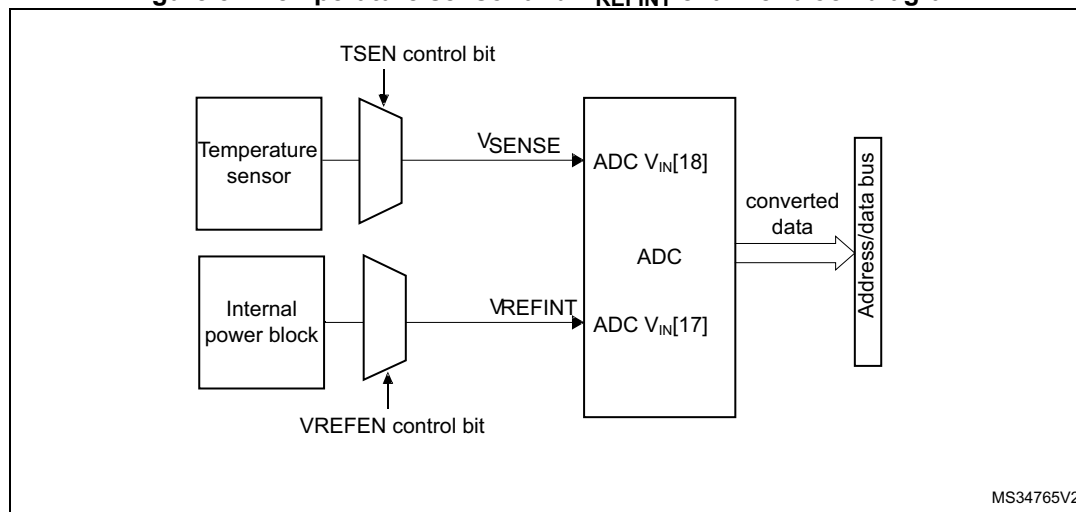 TSEN control bit
Temperature
sensor
VSENSE
ADC VIN[18]
converted
data
Address/data bus
ADC
Internal
power block
VREFINT
ADC VIN[17]
VREFEN control bit
MS34765V2